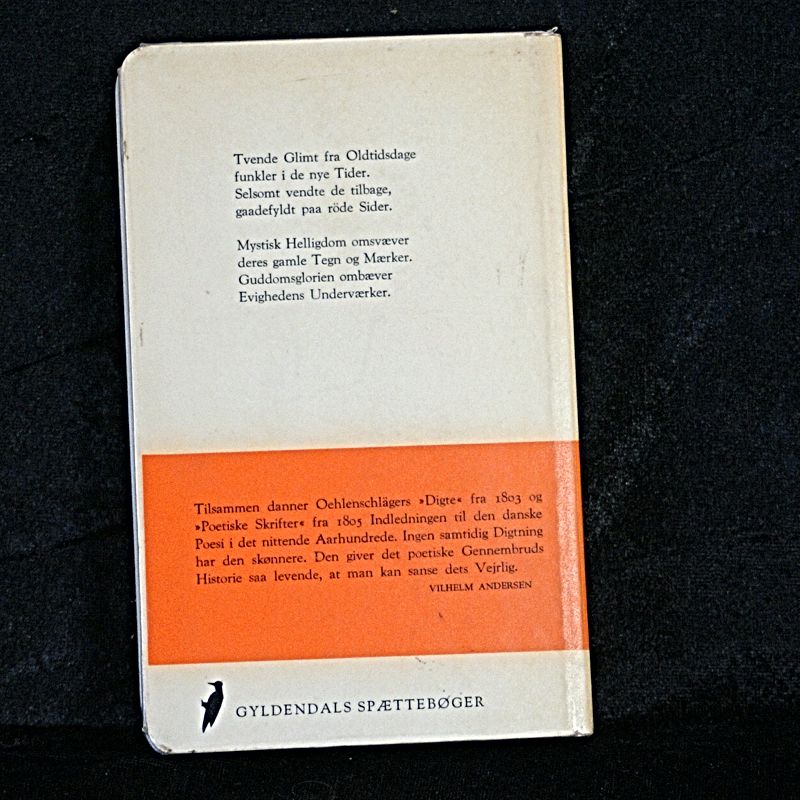 Tvende Glimt fra Oldtidsdage
funkler i de nye Tider.
Selsomt vendte de tilbage,
gaadefyldt paa röde Sider.
Mystisk Helligdom omsvæver
deres gamle Tegn og Mærker.
Guddomsglorien ombæver
Evighedens Underværker.
Tilsammen danner Oehlenschlägers »Digte« fra 1803 og
»Poetiske Skrifter« fra 1805 Indledningen til den danske
Poesi i det nittende Aarhundrede. Ingen samtidig Digtning
har den skønnere. Den giver det poetiske Gennembruds
Historie saa levende, at man kan sanse dets Vejrlig.
VILHELM ANDERSEN
GYLDENDALS SPÆTTEBØGER